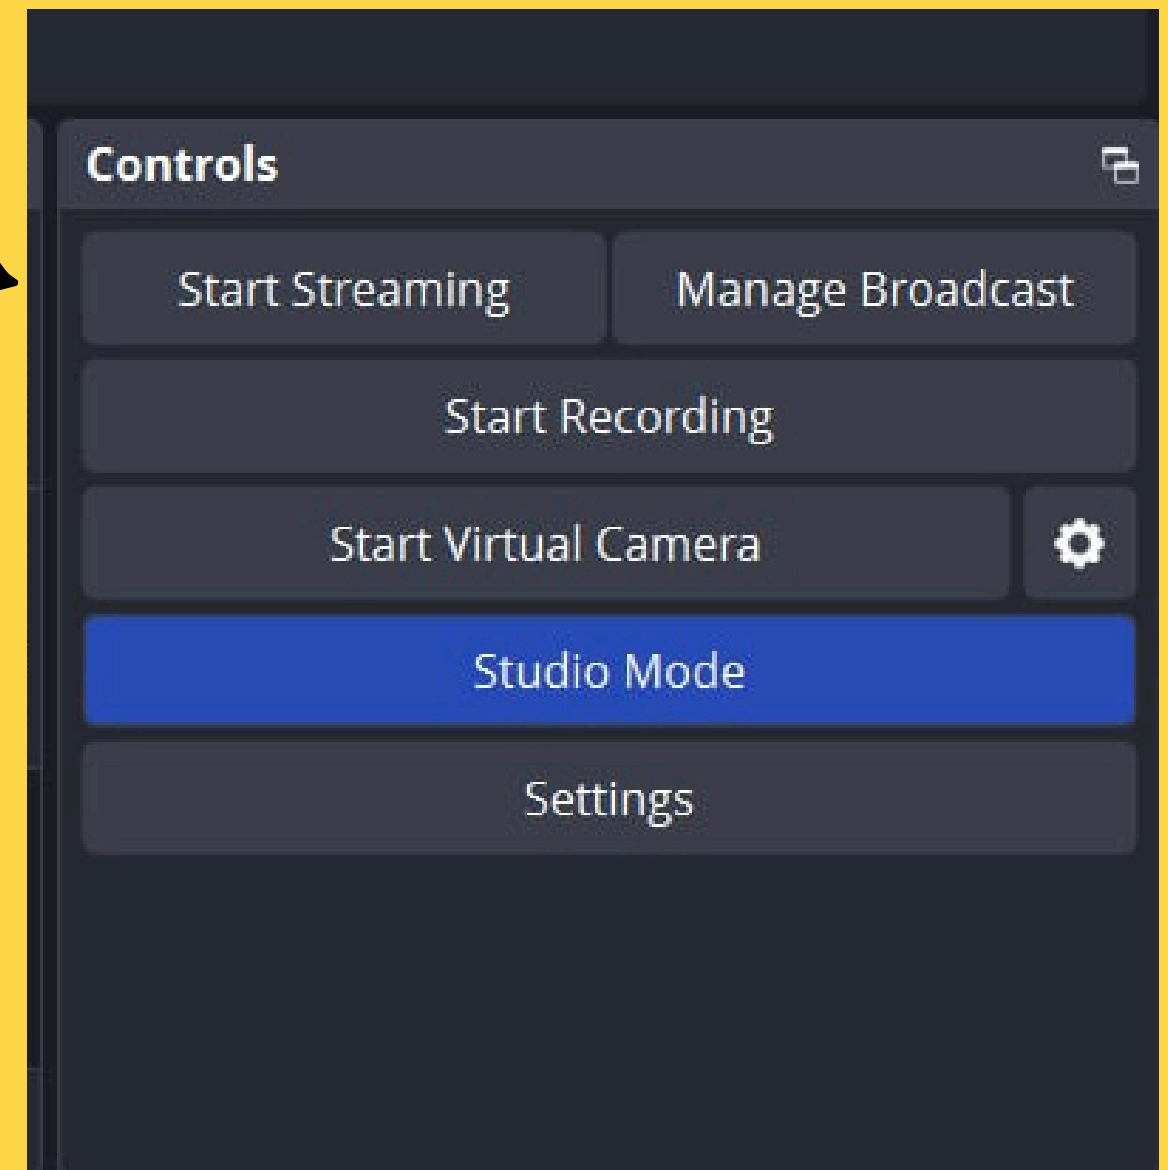 Controls
Start Streaming Manage Broadcast
Start Recording
Start Virtual Camera
Studio Mode
Settings